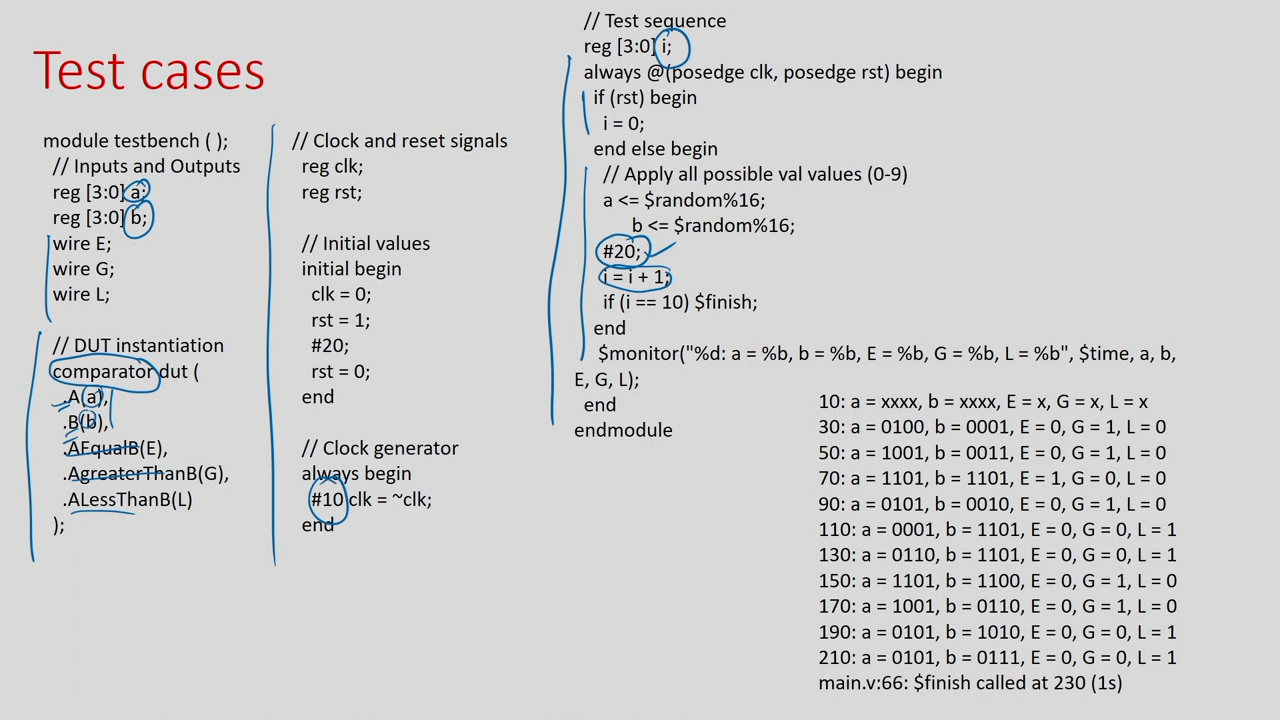 Test cases
module testbench ( );
// Inputs and Outputs
reg [3:0] a;
reg [3:0] b;
wire E;
wire G;
wire L;
// DUT instantiation
comparator dut (
.A(a),
.B(b),
.AEqualB(E),
.AgreaterThanB(G),
.ALessThanB(L)
);
// Clock and reset signals
reg clk;
reg rst;
// Initial values
initial begin
clk = 0;
rst = 1;
#20;
rst = 0;
end
// Clock generator
always begin
#10 clk = ~clk;
end
// Test sequence
reg [3:0] i;
always @(posedge clk, posedge rst) begin
if (rst) begin
i = 0;
end else begin
// Apply all possible val values (0-9)
a <= $random%16;
b <= $random%16;
#20;
i = i + 1;
if (i == 10) $finish;
end
$monitor("%d: a = %b, b = %b, E = %b, G = %b, L = %b", $time, a, b,
E, G, L);
end
endmodule
10: a = xxxx, b = xxxx, E = x, G = x, L = x
30: a = 0100, b = 0001, E = 0, G = 1, L = 0
50: a = 1001, b = 0011, E = 0, G = 1, L = 0
70: a = 1101, b = 1101, E = 1, G = 0, L = 0
90: a = 0101, b = 0010, E = 0, G = 1, L = 0
110: a = 0001, b = 1101, E = 0, G = 0, L = 1
130: a = 0110, b = 1101, E = 0, G = 0, L = 1
150: a = 1101, b = 1100, E = 0, G = 1, L = 0
170: a = 1001, b = 0110, E = 0, G = 1, L = 0
190: a = 0101, b = 1010, E = 0, G = 0, L = 1
210: a = 0101, b = 0111, E = 0, G = 0, L = 1
main.v:66: $finish called at 230 (1s)